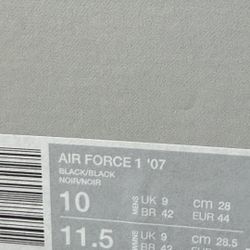 AIR FORCE 1 '07
BLACK/BLACK
NOIR/NOIR
10 MENS UK 9 CM 28
BR 42 EUR 44
11.5 UK 9 CM 28.5
BR 42